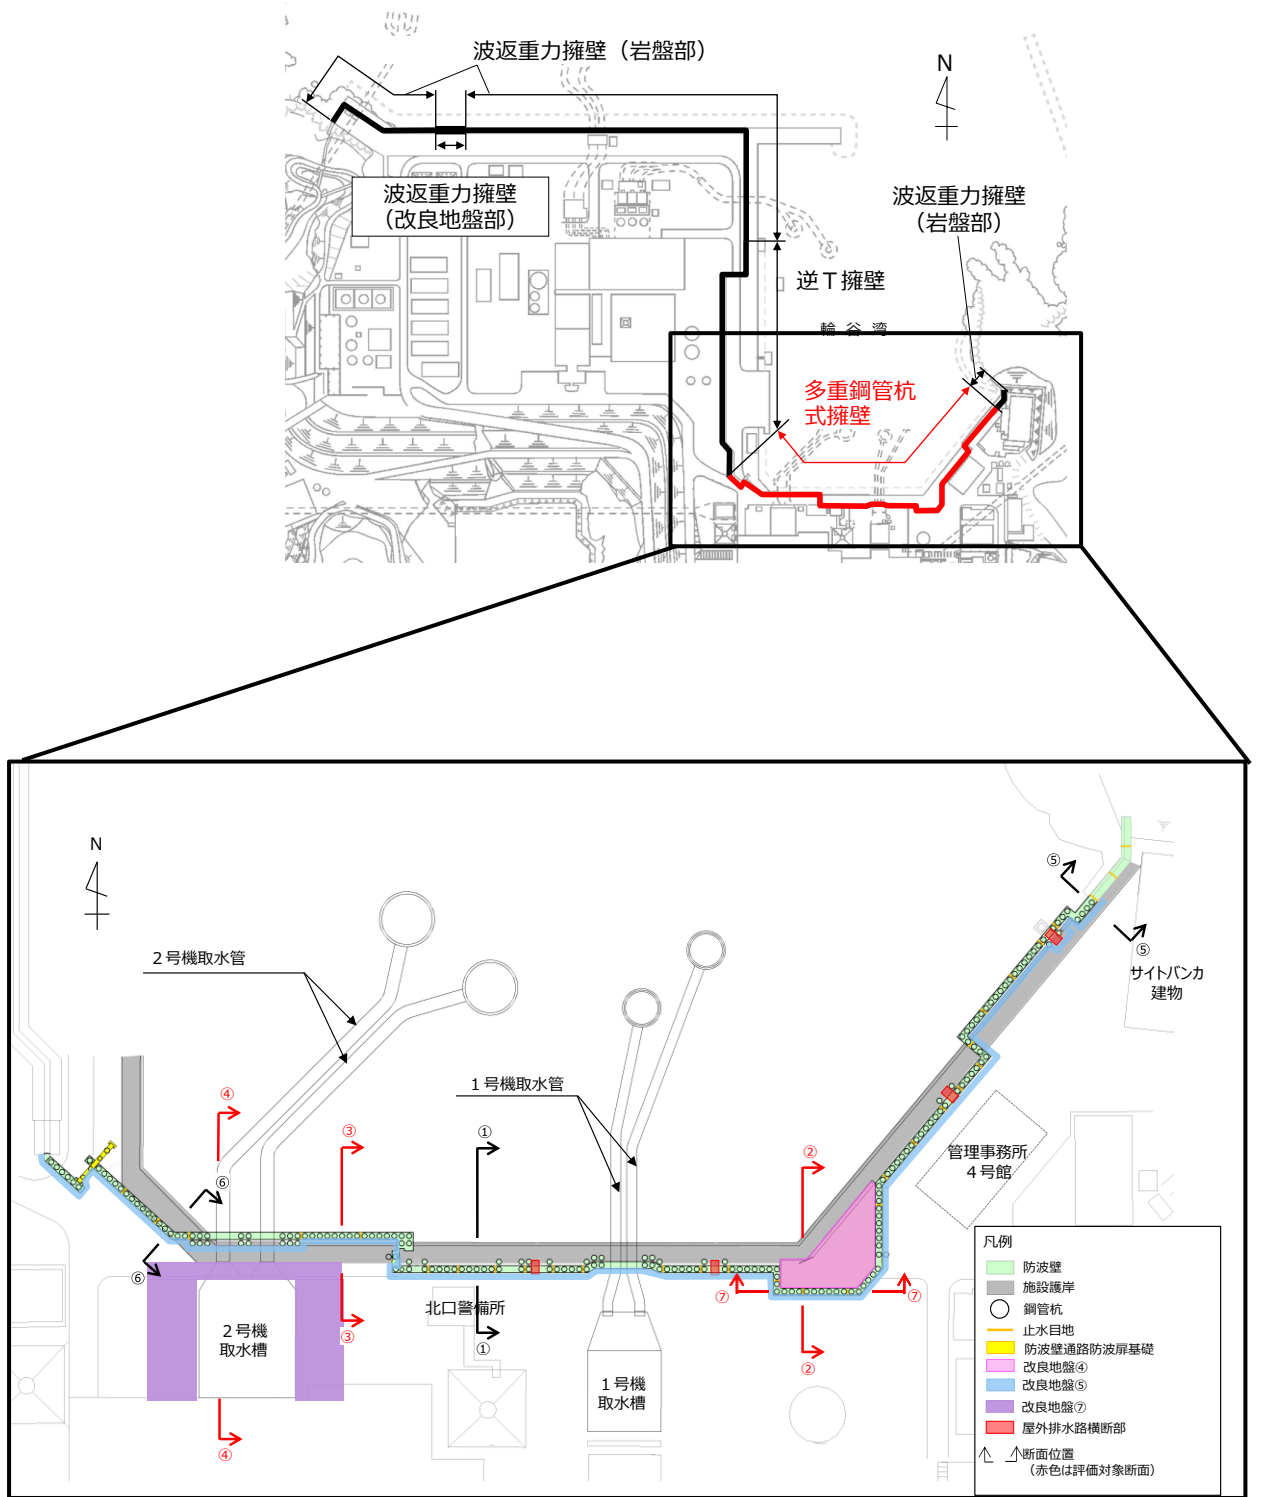 波返重力擁壁（岩盤部）
N
波返重力擁壁
（改良地盤部）
波返重力擁壁
（岩盤部）
逆Ｔ擁壁
輪谷湾
多重鋼管杭
式擁壁
N
⑤
⑤
サイトバンカ
建物
２号機取水管
１号機取水管
④
③
①
②
⑥
⑥
管理事務所
４号館
⑦
⑦
北口警備所
２号機
取水槽
③
①
②
１号機
取水槽
④
凡例
防波壁
施設護岸
鋼管杭
止水目地
防波壁通路防波扉基礎
改良地盤④
改良地盤⑤
改良地盤⑦
屋外排水路横断部
断面位置
（赤色は評価対象断面）